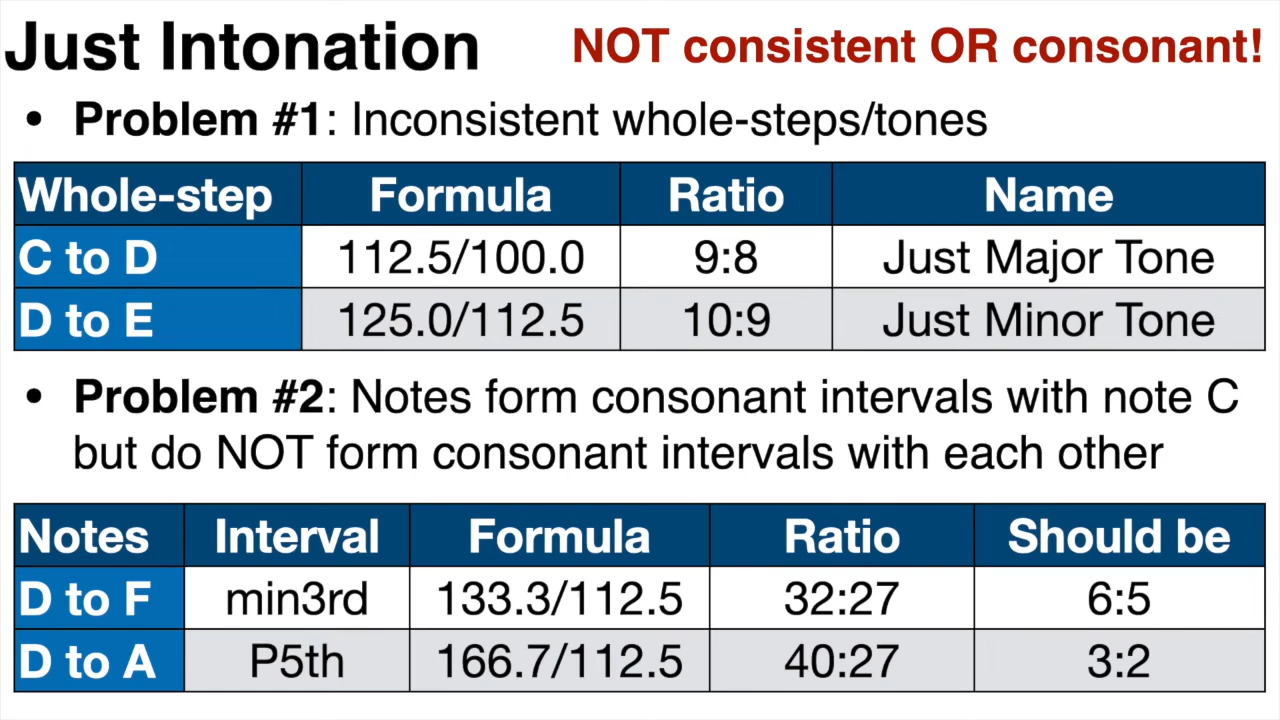 Just Intonation NOT consistent OR consonant!
• Problem #1: Inconsistent whole-steps/tones
Whole-step Formula Ratio Name
C to D 112.5/100.0 9:8 Just Major Tone
D to E 125.0/112.5 10:9 Just Minor Tone
• Problem #2: Notes form consonant intervals with note C
but do NOT form consonant intervals with each other
Notes Interval Formula Ratio Should be
D to F min3rd 133.3/112.5 32:27 6:5
D to A P5th 166.7/112.5 40:27 3:2